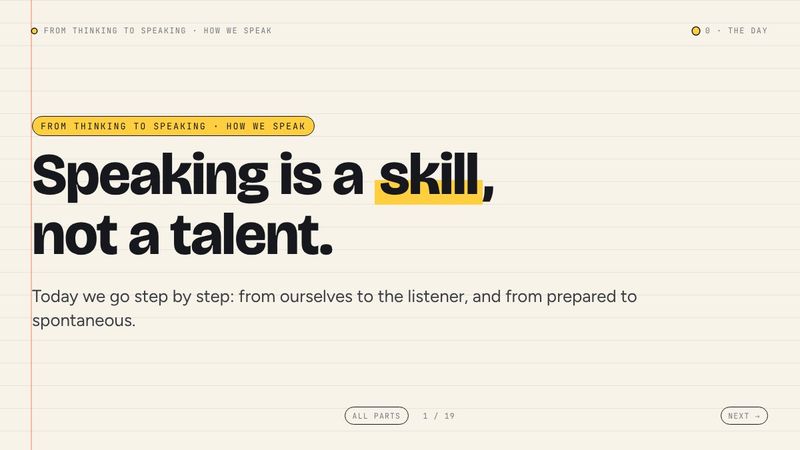 FROM THINKING TO SPEAKING · HOW WE SPEAK
0 · THE DAY
FROM THINKING TO SPEAKING · HOW WE SPEAK
Speaking is a skill,
not a talent.
Today we go step by step: from ourselves to the listener, and from prepared to
spontaneous.
ALL PARTS
1 / 19
NEXT →